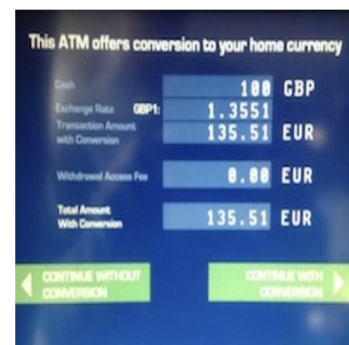 This ATM offers conversion to your home currency
Cash 100 GBP
Exchange Rate GBP1: 1.3551
Transaction Amount
with Conversion 135.51 EUR
Withdrawal Access Fee 0.00 EUR
Total Amount
With Conversion 135.51 EUR
CONTINUE WITHOUT
CONVERSION
CONTINUE WITH
CONVERSION